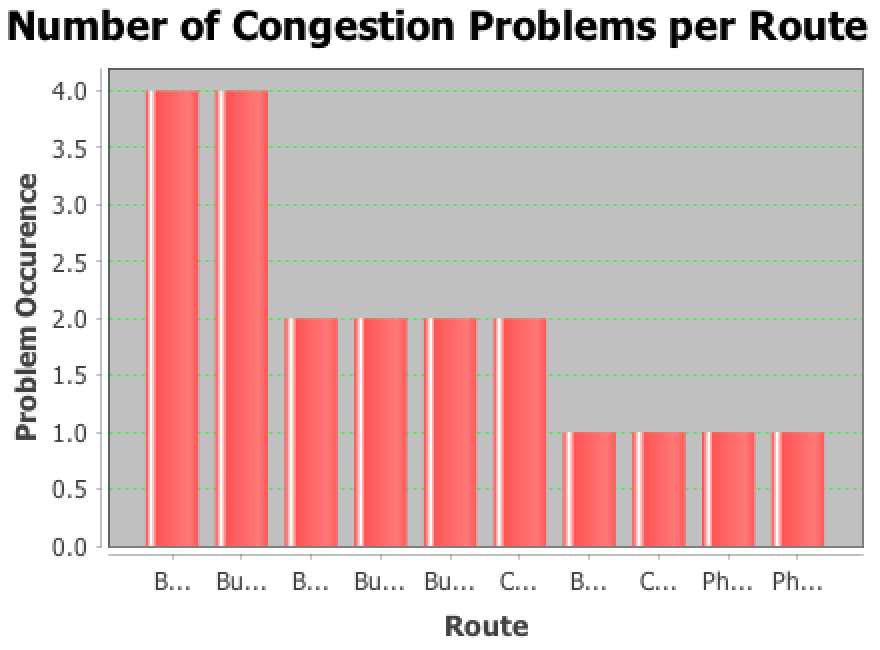 Number of Congestion Problems per Route
Problem Occurence
4.0
3.5
3.0
2.5
2.0
1.5
1.0
0.5
0.0
B... Bu... B... Bu... Bu... C... B... C... Ph... Ph...
Route